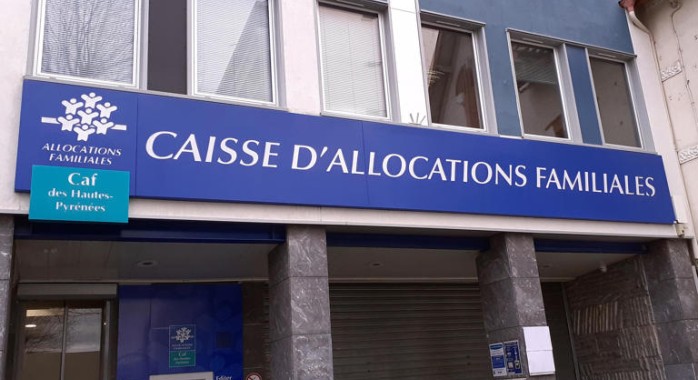 ALLOCATIONS
FAMILIALES
CAISSE D'ALLOCATIONS FAMILIALES
Caf
des Hautes-
Pyrénées